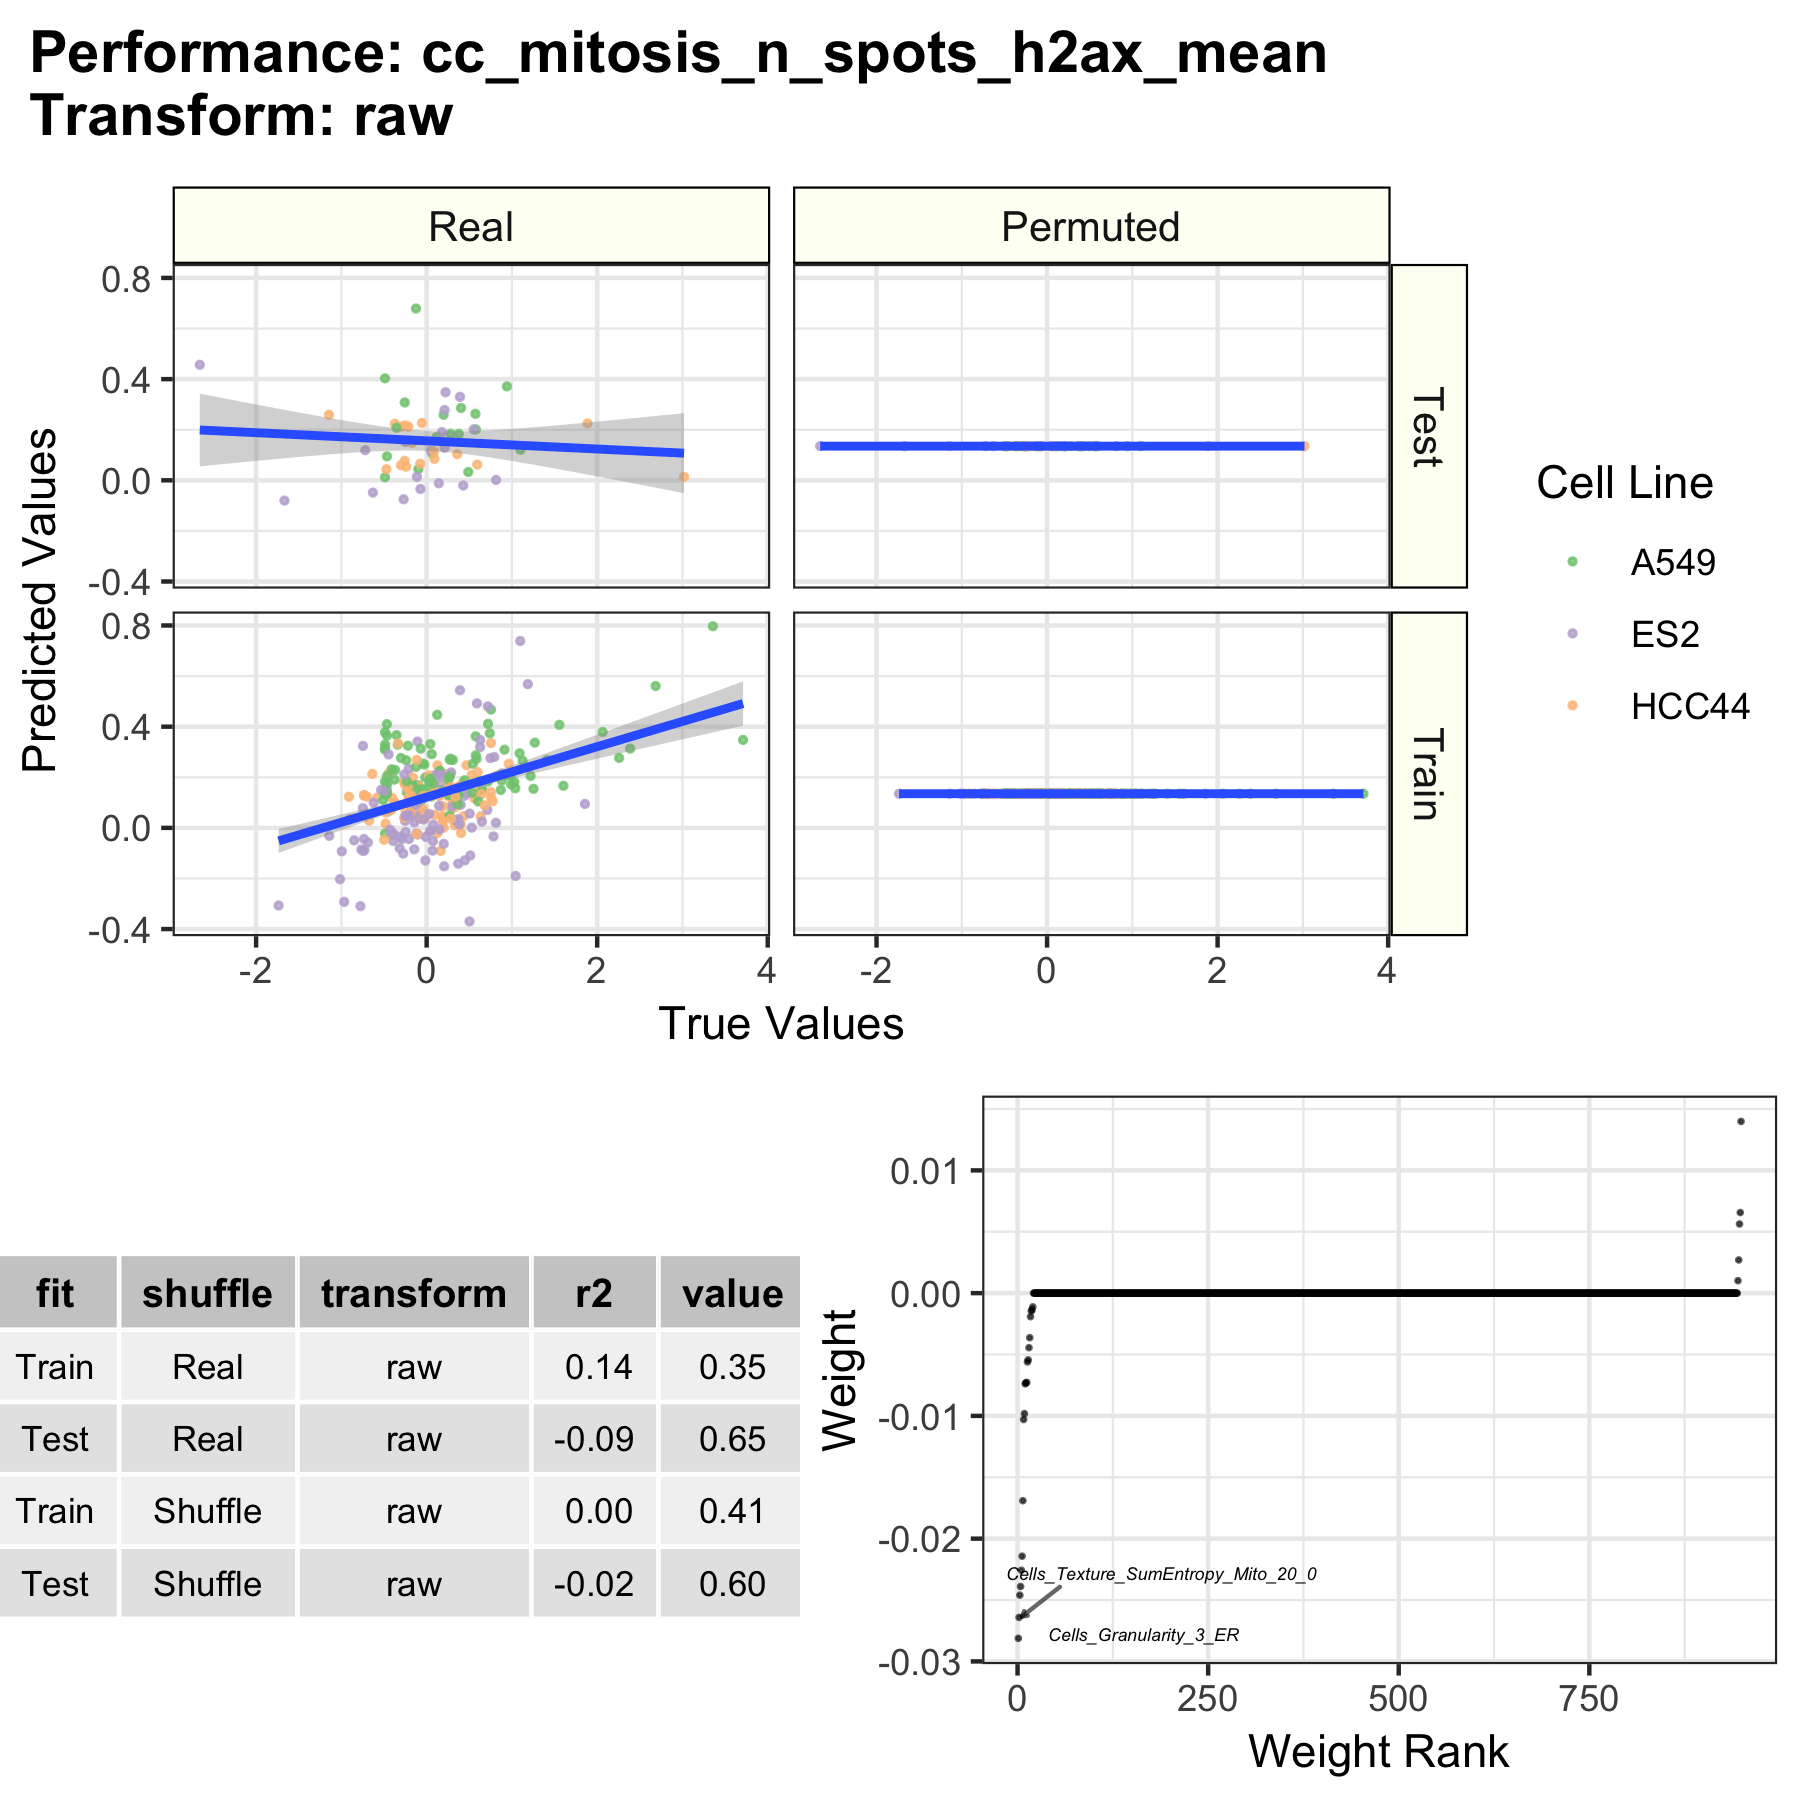 Performance: cc_mitosis_n_spots_h2ax_mean
Transform: raw
Real
Permuted
0.8
0.4
0.0
-0.4
Test
0.8
0.4
0.0
-0.4
Train
Predicted Values
-2 0 2 4
-2 0 2 4
True Values
Cell Line
A549
ES2
HCC44
fit shuffle transform r2 value
Train Real raw 0.14 0.35
Test Real raw -0.09 0.65
Train Shuffle raw 0.00 0.41
Test Shuffle raw -0.02 0.60
Weight
0.01
0.00
-0.01
-0.02
-0.03
Cells_Texture_SumEntropy_Mito_20_0
Cells_Granularity_3_ER
0 250 500 750
Weight Rank